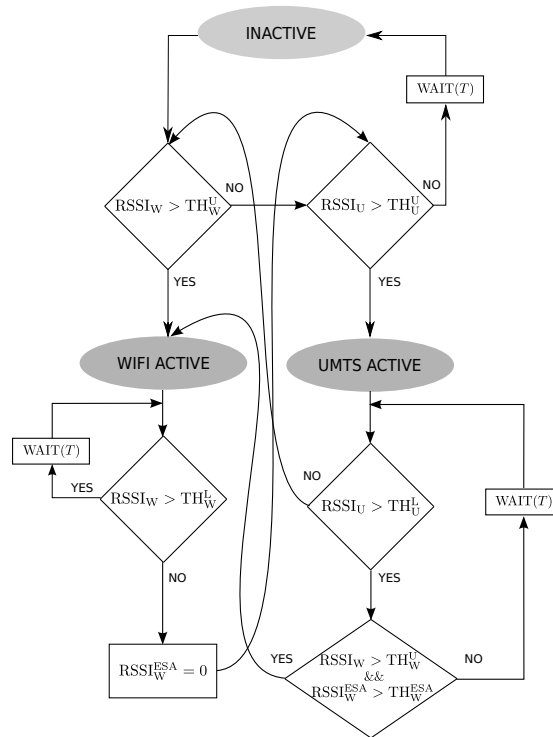 INACTIVE
WAIT(T)
RSSI_W > TH_W^U
NO
RSSI_U > TH_U^U
NO
YES
YES
WIFI ACTIVE
UMTS ACTIVE
WAIT(T)
YES
RSSI_W > TH_W^L
NO
RSSI_U > TH_U^L
WAIT(T)
NO
YES
RSSI_W^ESA = 0
YES
RSSI_W > TH_W^U
&&
RSSI_W^ESA > TH_W^ESA
NO